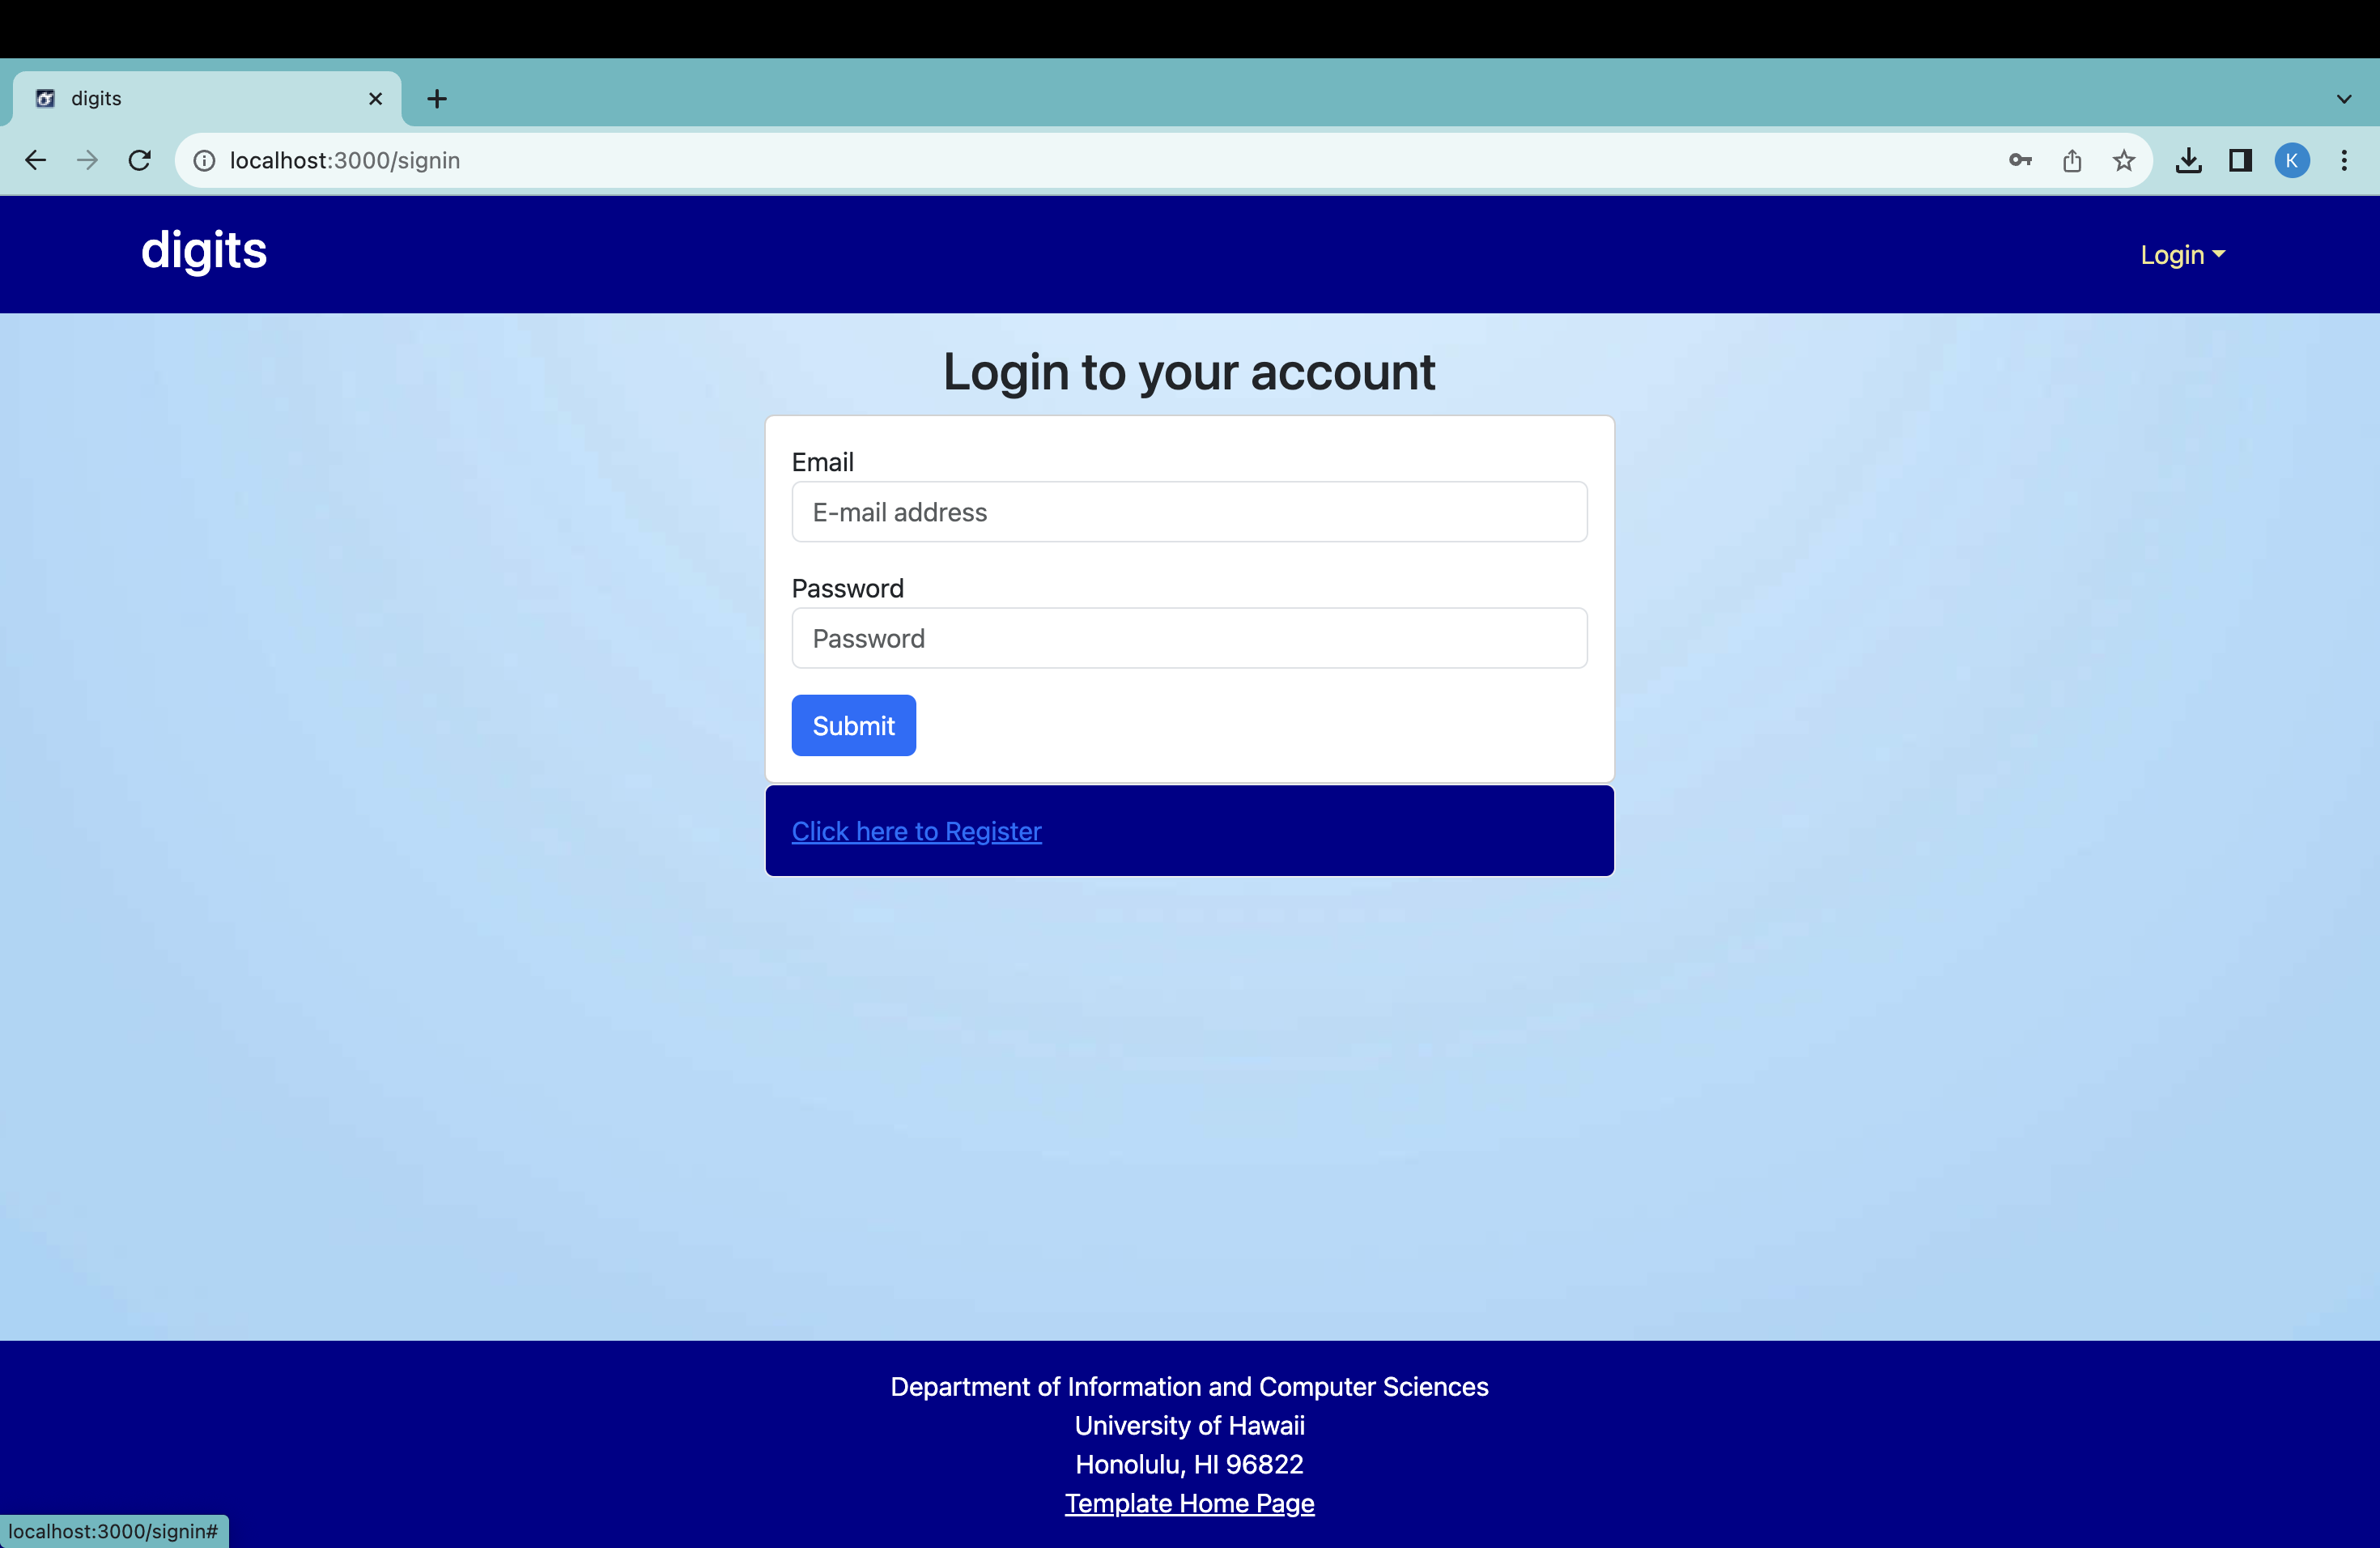 digits
localhost:3000/signin
K
digits
Login
Login to your account
Email
E-mail address
Password
Password
Submit
Click here to Register
Department of Information and Computer Sciences
University of Hawaii
Honolulu, HI 96822
Template Home Page
localhost:3000/signin#